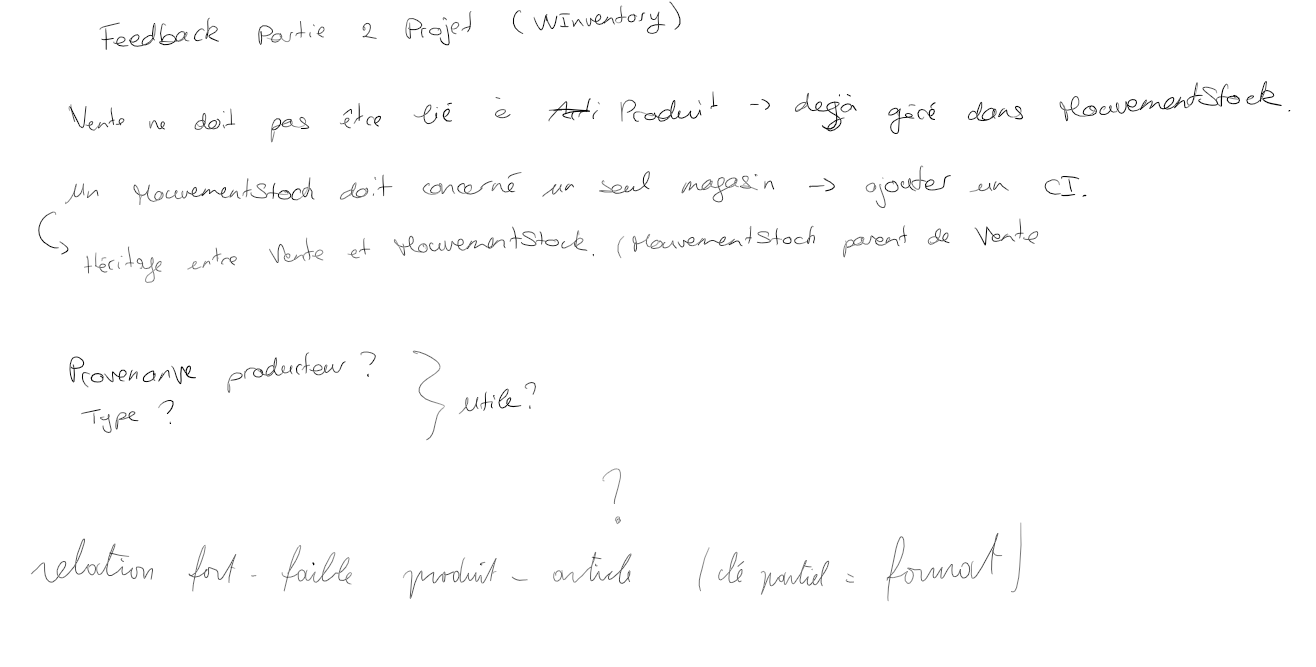 Feedback Partie 2 Projet (WInventory)
Vente ne doit pas être lié à Arti Produit -> degà géré dans MouvementStock.
Un MouvementStock doit concerné un seul magasin -> ajouter un CI.
Héritage entre Vente et MouvementStock. (MouvementStock parent de Vente
Provenanve producteur ?
Type ?
} utile?
?
relation fort - faible produit - article (clé partiel = format)